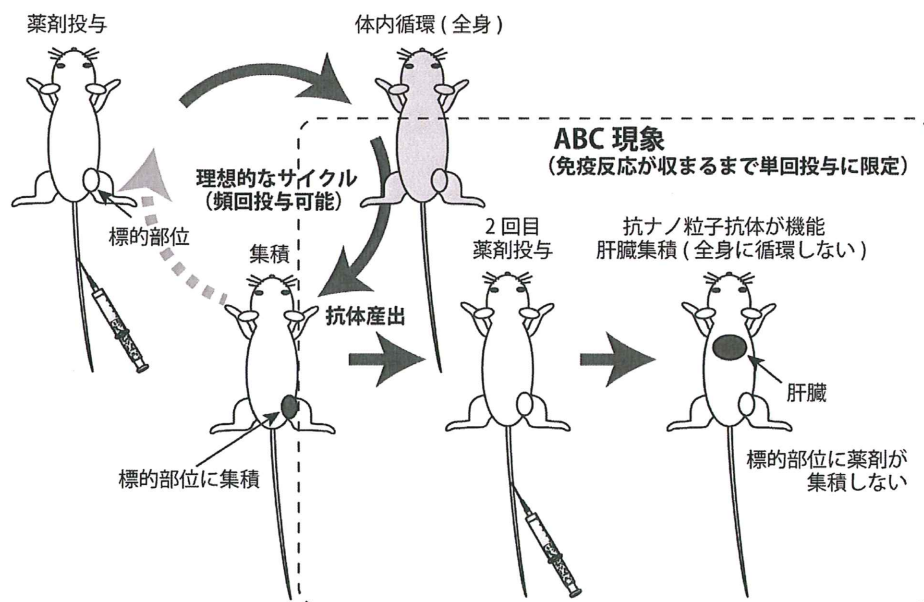 薬剤投与
体内循環 ( 全身 )
ABC 現象
（免疫反応が収まるまで単回投与に限定）
理想的なサイクル
（頻回投与可能）
標的部位
集積
2 回目
薬剤投与
抗ナノ粒子抗体が機能
肝臓集積 ( 全身に循環しない )
抗体産出
肝臓
標的部位に集積
標的部位に薬剤が
集積しない